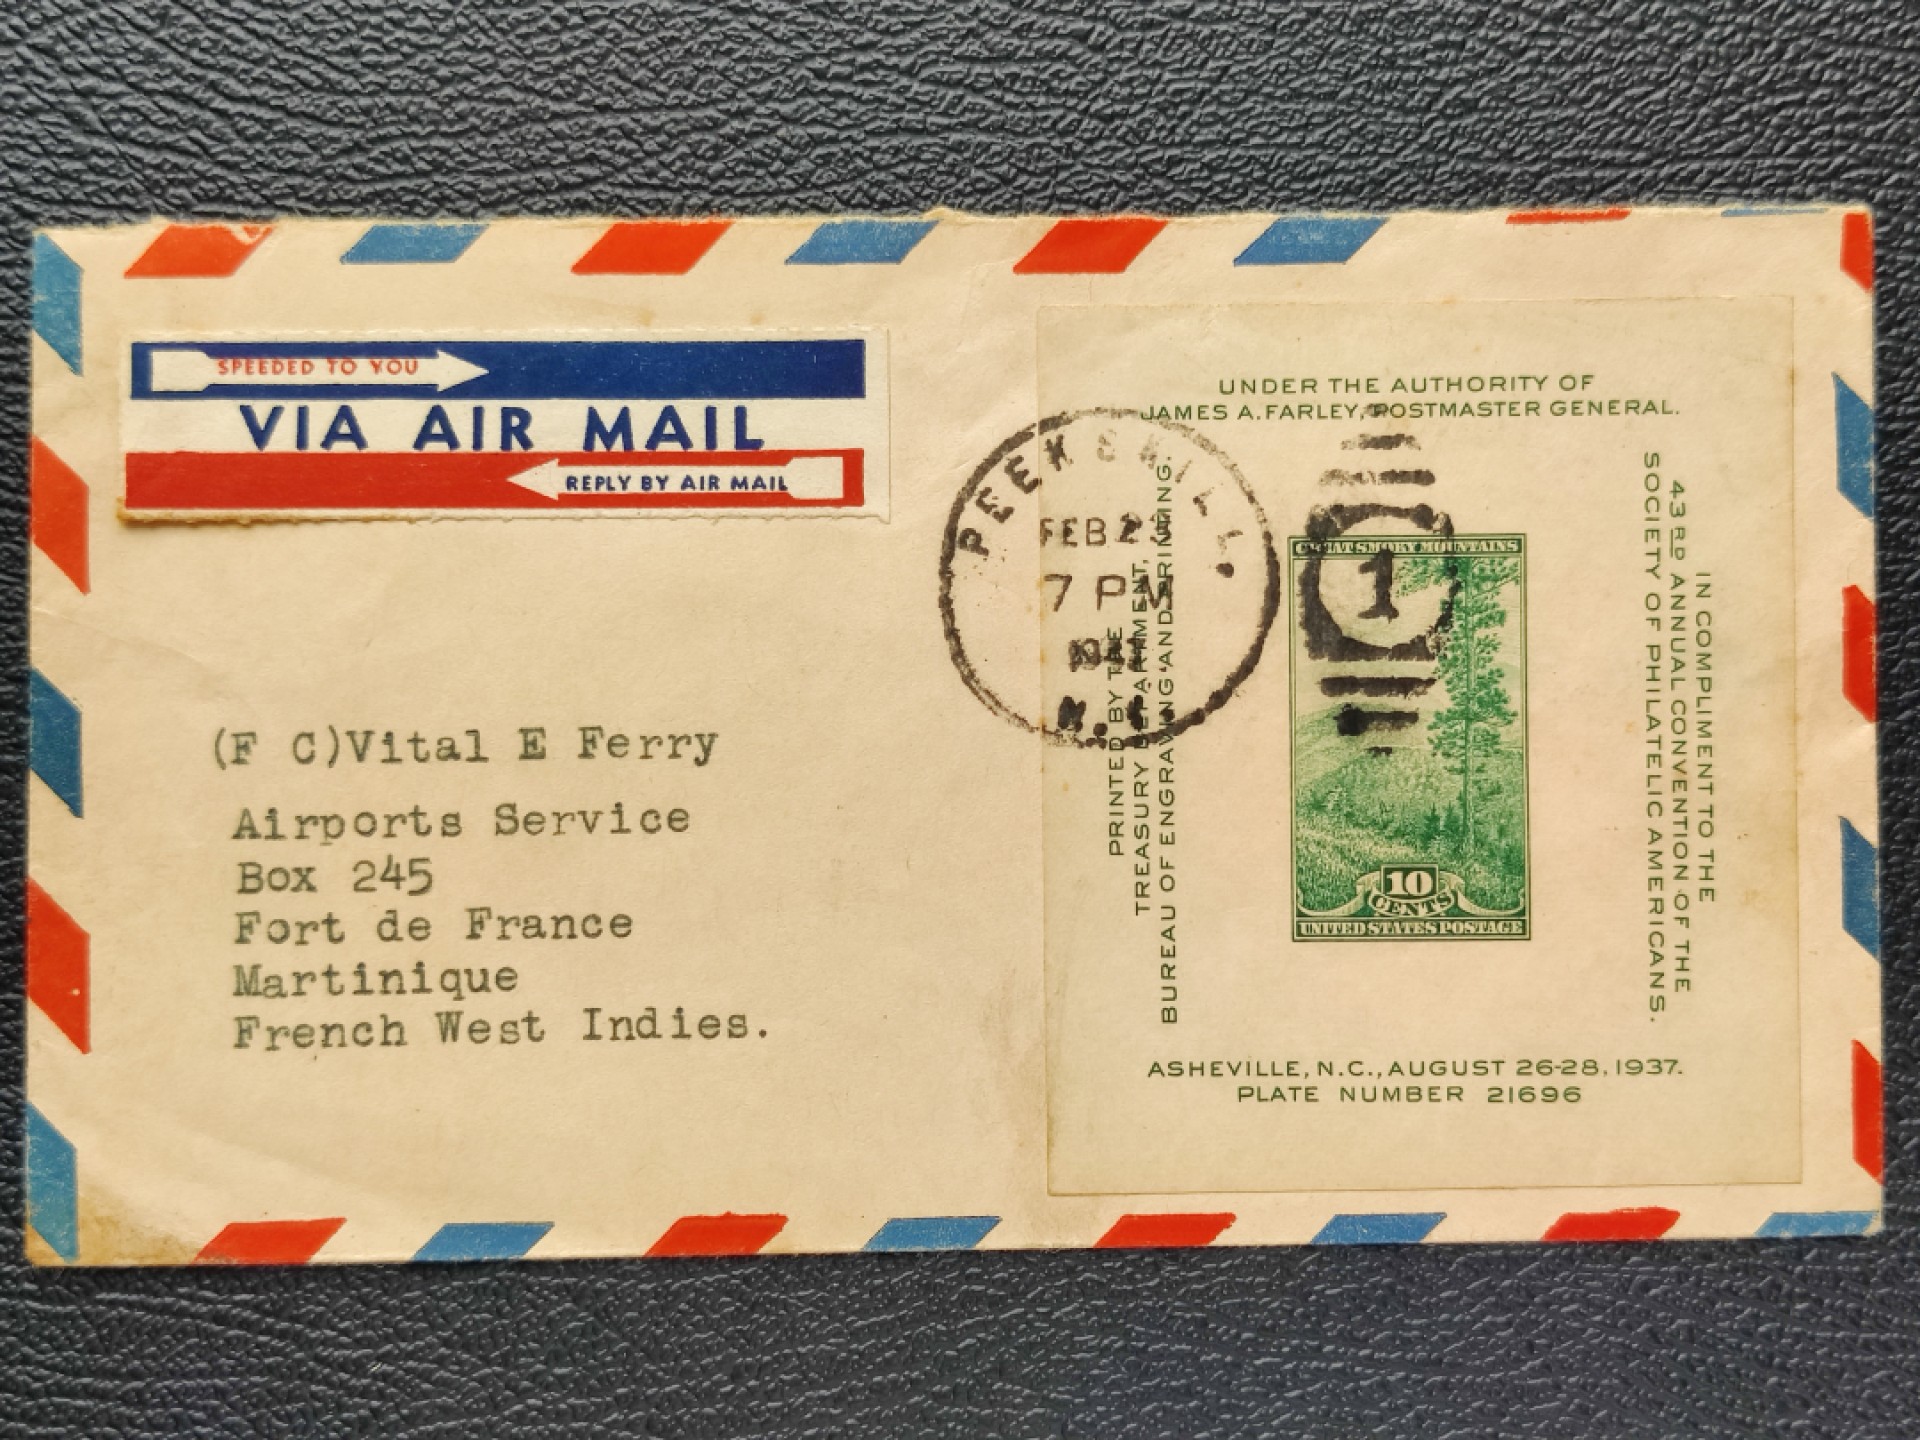 SPEEDED TO YOU
VIA AIR MAIL
REPLY BY AIR MAIL
(F C)Vital E Ferry
Airports Service
Box 245
Fort de France
Martinique
French West Indies.
PEEKSKILL.
FEB 23
7 PM
N.Y.
1
UNDER THE AUTHORITY OF
JAMES A. FARLEY, POSTMASTER GENERAL.
PRINTED BY THE
TREASURY DEPARTMENT,
BUREAU OF ENGRAVING AND PRINTING.
GREAT SMOKY MOUNTAINS
10
CENTS
UNITED STATES POSTAGE
IN COMPLIMENT TO THE
43RD ANNUAL CONVENTION OF THE
SOCIETY OF PHILATELIC AMERICANS.
ASHEVILLE, N.C., AUGUST 26-28, 1937.
PLATE NUMBER 21696